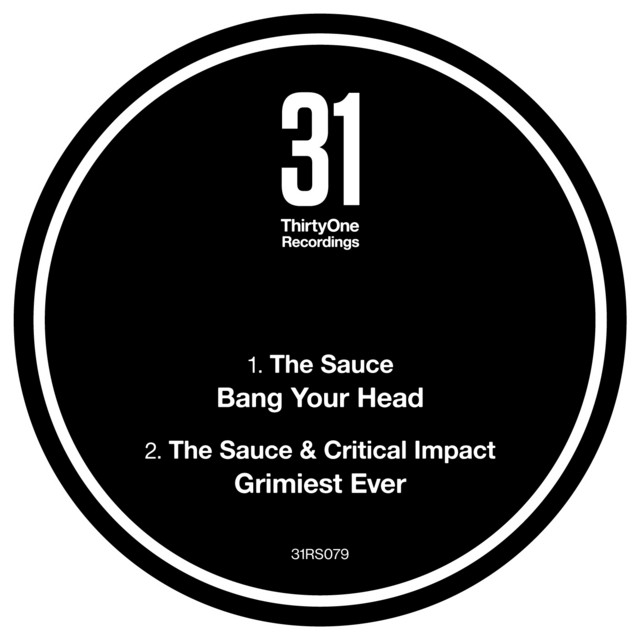 31
ThirtyOne
Recordings
1. The Sauce
Bang Your Head
2. The Sauce & Critical Impact
Grimiest Ever
31RS079